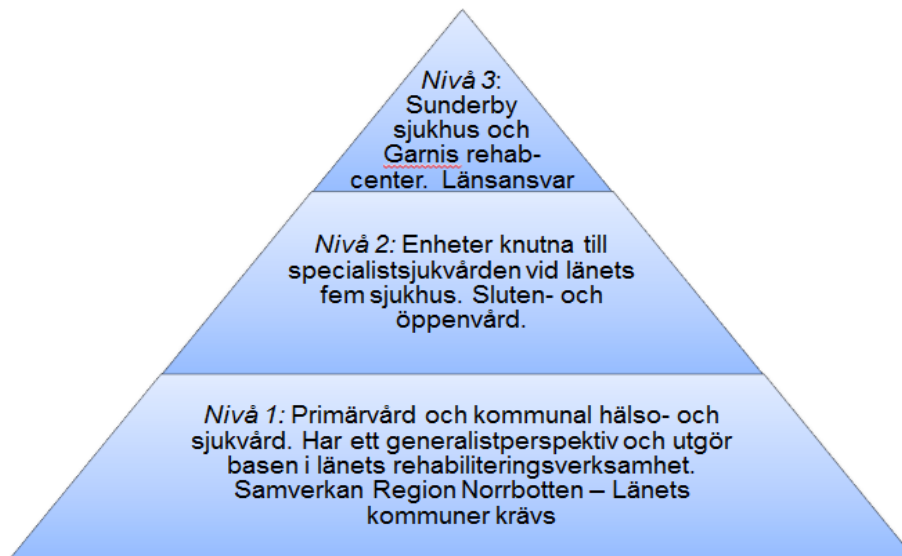 Nivå 3:
Sunderby
sjukhus och
Garnis rehab-
center. Länsansvar
Nivå 2: Enheter knutna till
specialistsjukvården vid länets
fem sjukhus. Sluten- och
öppenvård.
Nivå 1: Primärvård och kommunal hälso- och
sjukvård. Har ett generalistperspektiv och utgör
basen i länets rehabiliteringsverksamhet.
Samverkan Region Norrbotten – Länets
kommuner krävs